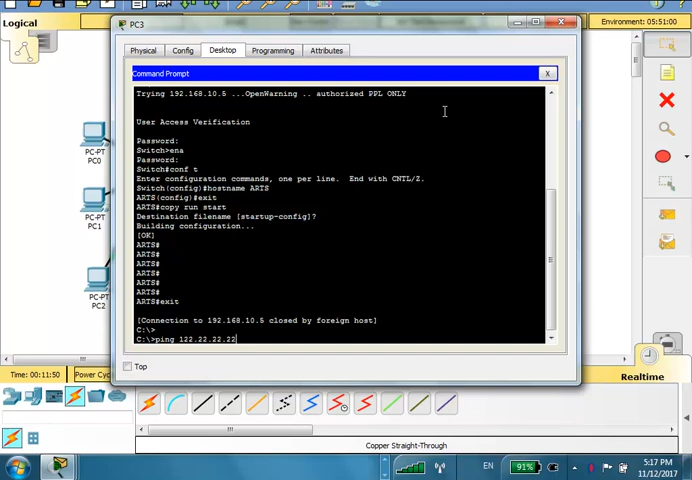 Logical
Environment: 05:51:00
PC3
Physical
Config
Desktop
Programming
Attributes
Command Prompt
X
Trying 192.168.10.5 ...OpenWarning .. authorized PPL ONLY
User Access Verification
Password:
Switch>ena
Password:
Switch#conf t
Enter configuration commands, one per line. End with CNTL/Z.
Switch(config)#hostname ARTS
ARTS(config)#exit
ARTS#copy run start
Destination filename [startup-config]?
Building configuration...
[OK]
ARTS#
ARTS#
ARTS#
ARTS#
ARTS#
ARTS#
ARTS#exit
[Connection to 192.168.10.5 closed by foreign host]
C:\>
C:\>ping 122.22.22.22
PC-PT
PC0
PC-PT
PC1
PC-PT
PC2
Top
Time: 00:11:50
Power Cyc
Realtime
Copper Straight-Through
EN
91%
5:17 PM
11/12/2017